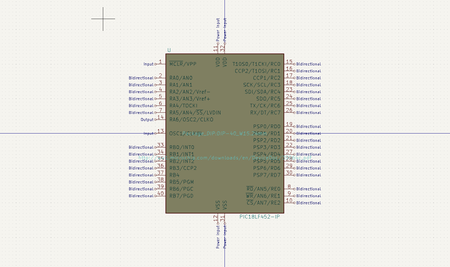 U
Power Input
Power Input
11
32
VDD
VDD
Input 1 MCLR/VPP
Bidirectional 2 RA0/AN0
Bidirectional 3 RA1/AN1
Bidirectional 4 RA2/AN2/Vref-
Bidirectional 5 RA3/AN3/Vref+
Bidirectional 6 RA4/T0CKI
Bidirectional 7 RA5/AN4/SS/LVDIN
Output 14 RA6/OSC2/CLKO
Input 13
Bidirectional 33 RB0/INT0
Bidirectional 34 RB1/INT1
Bidirectional 35 RB2/INT2
Bidirectional 36 RB3/CCP2
Bidirectional 37 RB4
Bidirectional 38 RB5/PGM
Bidirectional 39 RB6/PGC
Bidirectional 40 RB7/PGD
T1OSO/T1CKI/RC0 15 Bidirectional
CCP2/T1OSI/RC1 16 Bidirectional
CCP1/RC2 17 Bidirectional
SCK/SCL/RC3 18 Bidirectional
SDI/SDA/RC4 23 Bidirectional
SDO/RC5 24 Bidirectional
TX/CK/RC6 25 Bidirectional
RX/DT/RC7 26 Bidirectional
PSP0/RD0 19 Bidirectional
PSP1/RD1 20 Bidirectional
PSP2/RD2 21 Bidirectional
PSP3/RD3 22 Bidirectional
PSP4/RD4 27 Bidirectional
PSP6/RD6 29 Bidirectional
PSP7/RD7 30 Bidirectional
RD/AN5/RE0 8 Bidirectional
WR/AN6/RE1 9 Bidirectional
CS/AN7/RE2 10 Bidirectional
VSS
VSS
12
31
Power Input
Power Input
PIC18LF452-IP